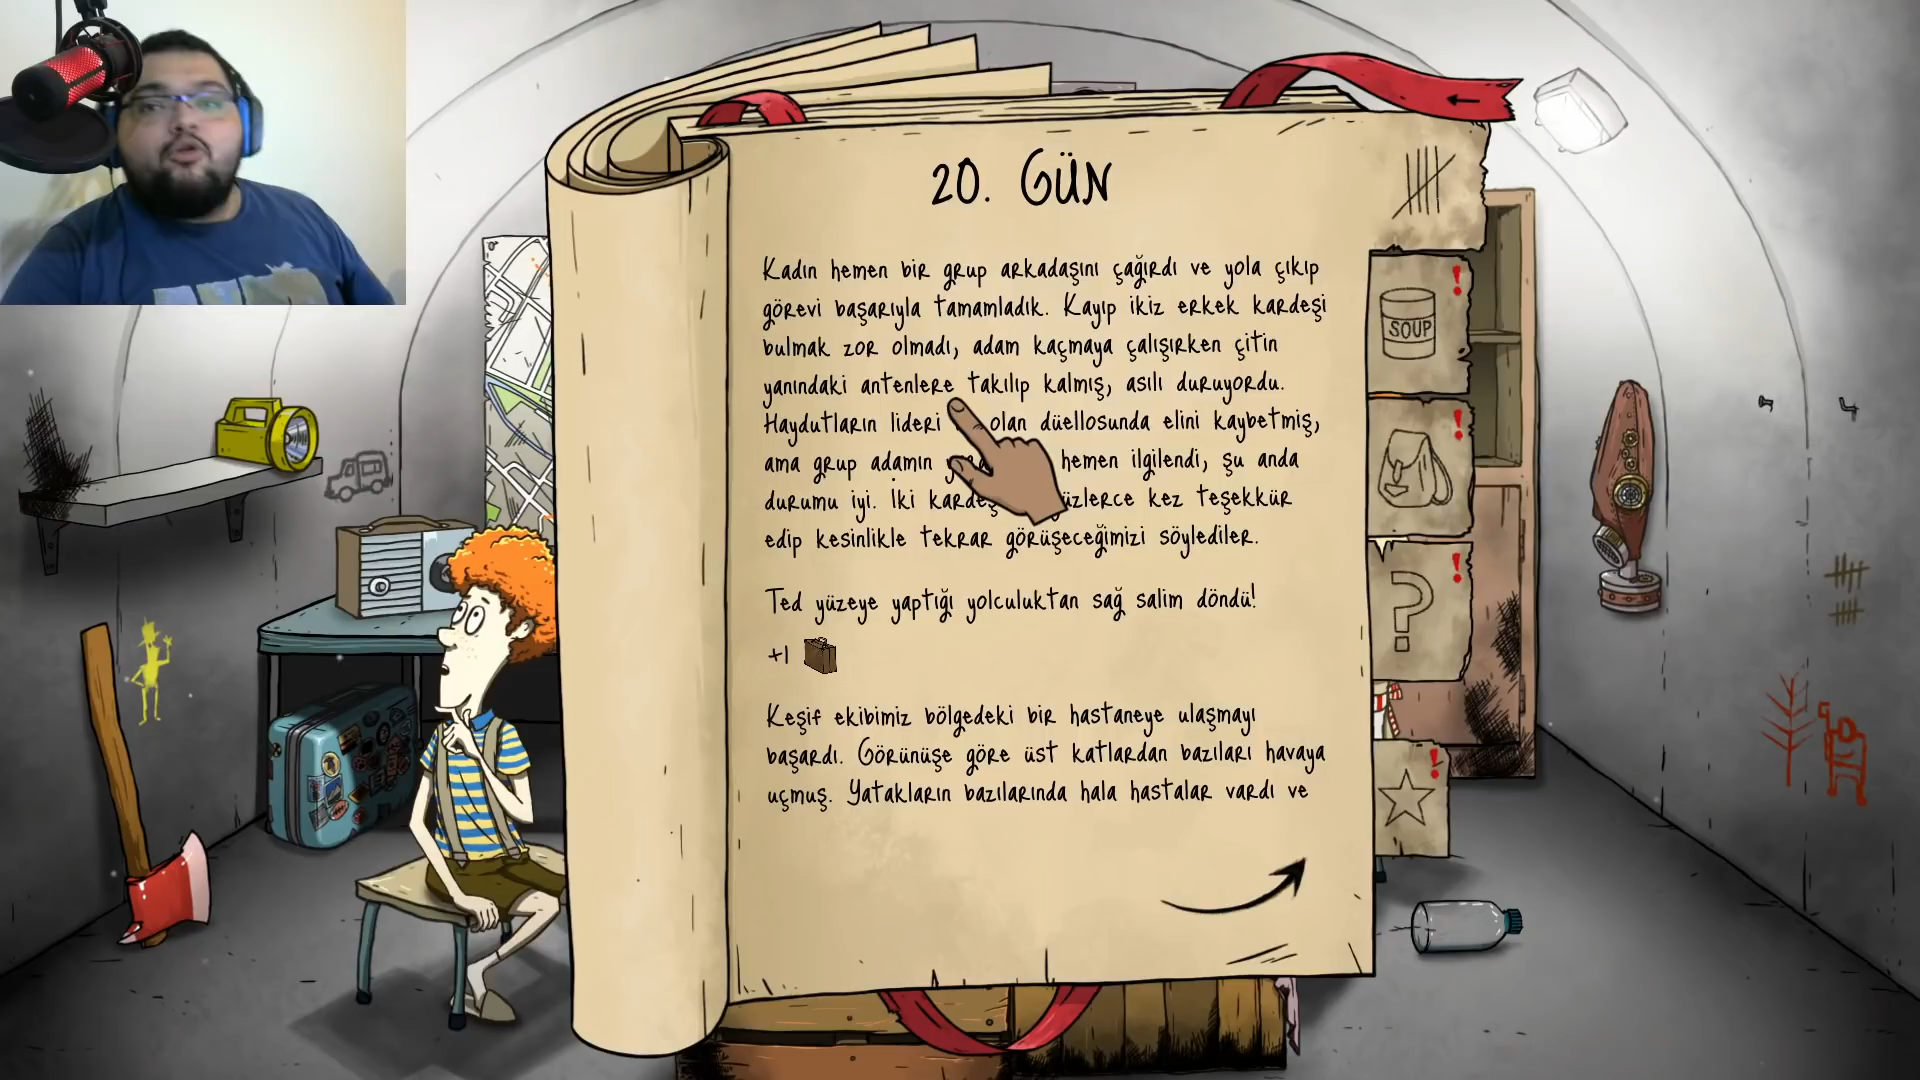 20. GÜN
Kadın hemen bir grup arkadaşını çağırdı ve yola çıkıp
görevi başarıyla tamamladık. Kayıp ikiz erkek kardeşi
bulmak zor olmadı, adam kaçmaya çalışırken çitin
yanındaki antenlere takılıp kalmış, asılı duruyordu.
Haydutların lideri olan düellosunda elini kaybetmiş,
ama grup adamın hemen ilgilendi, şu anda
durumu iyi. İki kardeş teşekkür
edip kesinlikle tekrar görüşeceğimizi söylediler.
Ted yüzeye yaptığı yolculuktan sağ salim döndü!
+1
Keşif ekibimiz bölgedeki bir hastaneye ulaşmayı
başardı. Görünüşe göre üst katlardan bazıları havaya
uçmuş. Yatakların bazılarında hala hastalar vardı ve
SOUP
!
!
?
!
!